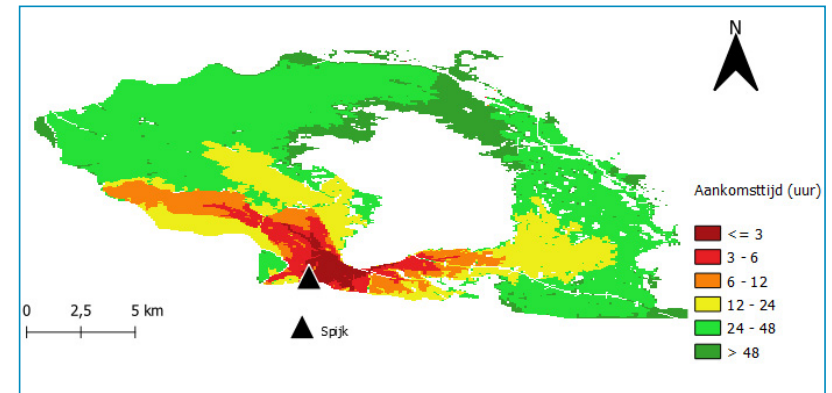 N
Aankomsttijd (uur)
<= 3
3 - 6
6 - 12
12 - 24
24 - 48
> 48
0 2,5 5 km
Spijk